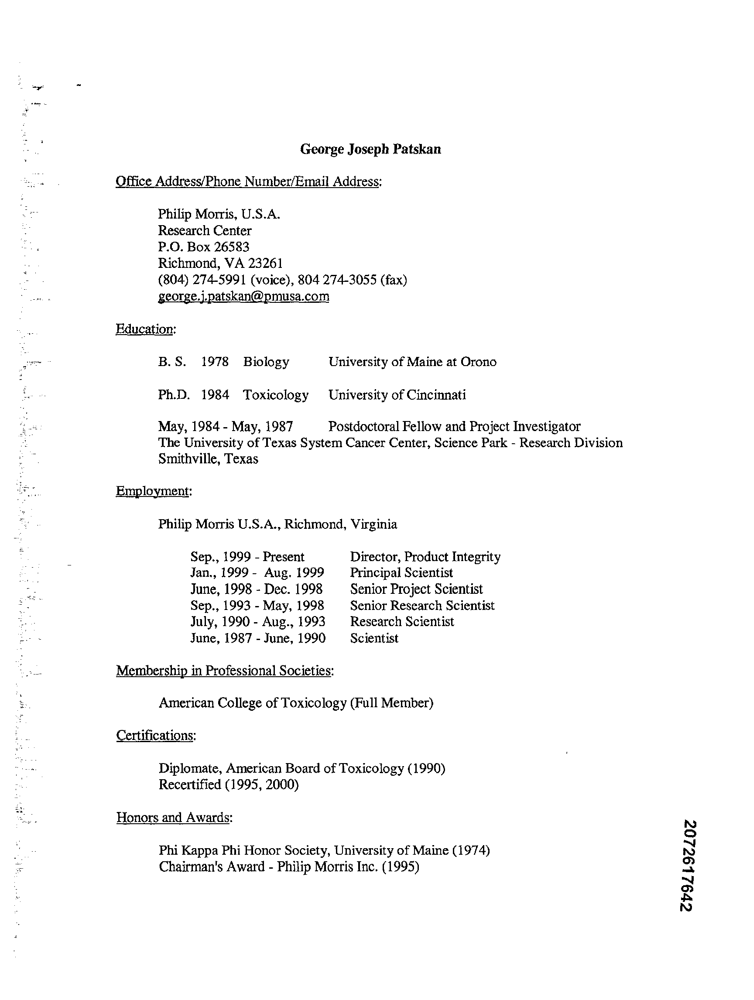 George Joseph Patskan
Office Address/Phone Number/Email Address:
Philip Morris, U.S.A.
Research Center
P.O. Box 26583
Richmond, VA 23261
(804) 274-5991 (voice), 804 274-3055 (fax)
george.j.patskan@pmusa.com
Education:
B. S. 1978 Biology University of Maine at Orono
Ph.D. 1984 Toxicology University of Cincinnati
May, 1984 - May, 1987 Postdoctoral Fellow and Project Investigator
The University of Texas System Cancer Center, Science Park - Research Division
Smithville, Texas
Employment:
Philip Morris U.S.A., Richmond, Virginia
Sep., 1999 - Present Director, Product Integrity
Jan., 1999 - Aug. 1999 Principal Scientist
June, 1998 - Dec. 1998 Senior Project Scientist
Sep., 1993 - May, 1998 Senior Research Scientist
July, 1990 - Aug., 1993 Research Scientist
June, 1987 - June, 1990 Scientist
Membership in Professional Societies:
American College of Toxicology (Full Member)
Certifications:
Diplomate, American Board of Toxicology (1990)
Recertified (1995, 2000)
Honors and Awards:
Phi Kappa Phi Honor Society, University of Maine (1974)
Chairman's Award - Philip Morris Inc. (1995)
2072617642